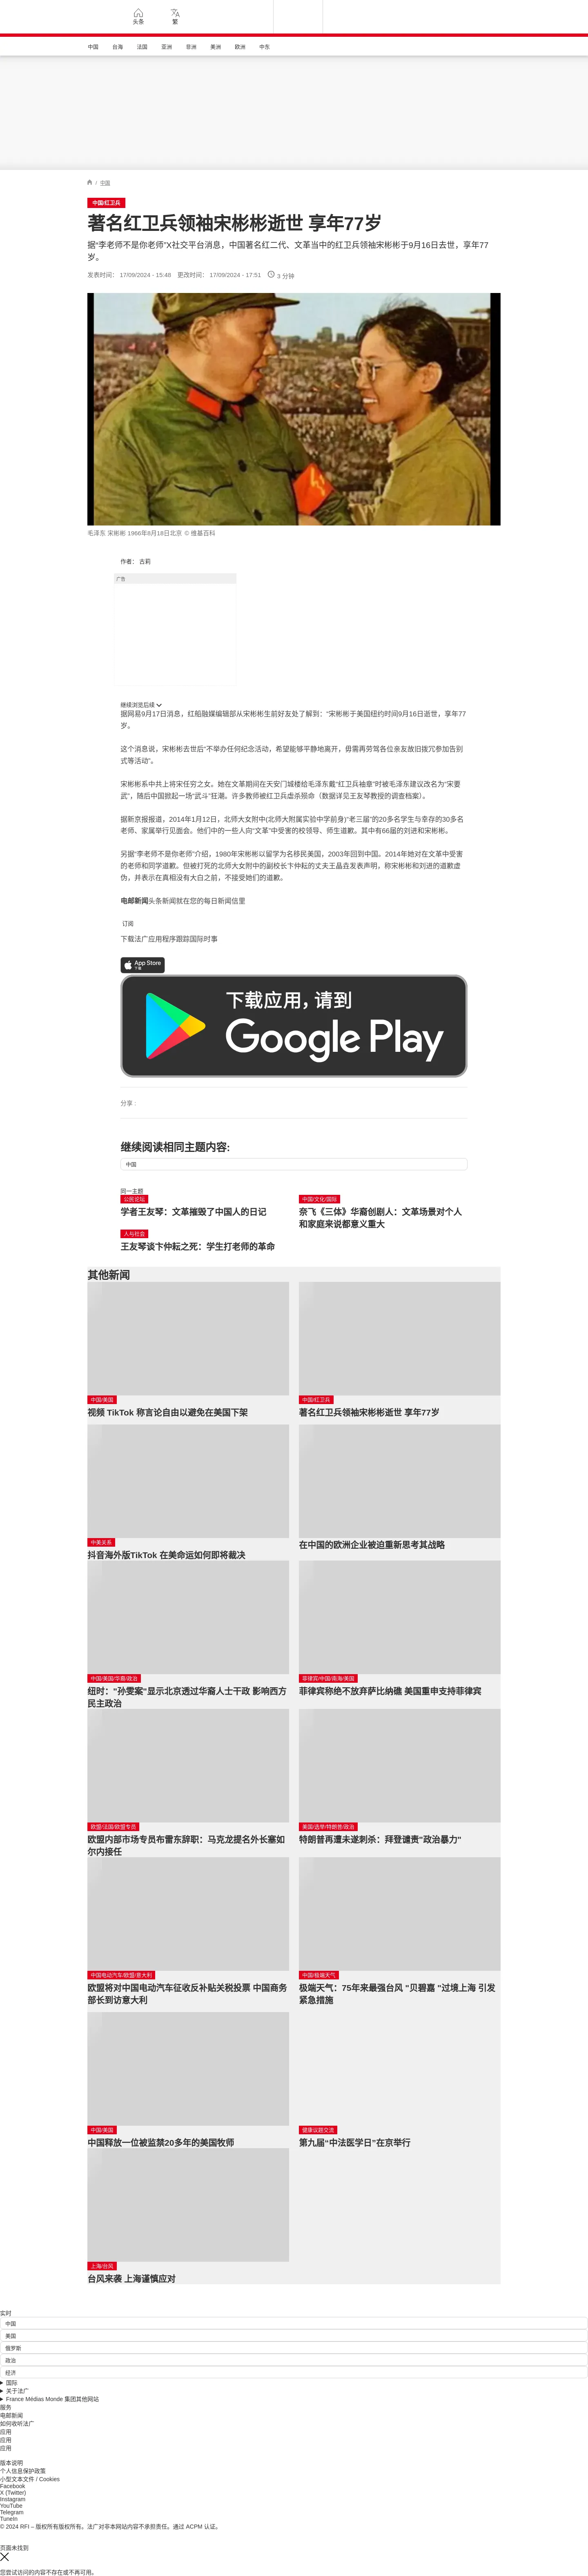 头条
繁
中国
台海
法国
亚洲
非洲
美洲
欧洲
中东
/ 中国
中国/红卫兵
著名红卫兵领袖宋彬彬逝世 享年77岁
据“李老师不是你老师”X社交平台消息，中国著名红二代、文革当中的红卫兵领袖宋彬彬于9月16日去世，享年77
岁。
发表时间： 17/09/2024 - 15:48 更改时间： 17/09/2024 - 17:51 3 分钟
毛泽东 宋彬彬 1966年8月18日北京 © 维基百科
作者： 古莉
广告
继续浏览后续
据网易9月17日消息，红船融媒编辑部从宋彬彬生前好友处了解到：“宋彬彬于美国纽约时间9月16日逝世，享年77
岁。
这个消息说，宋彬彬去世后“不举办任何纪念活动，希望能够平静地离开，毋需再劳驾各位亲友故旧拨冗参加告别
式等活动“。
宋彬彬系中共上将宋任穷之女。她在文革期间在天安门城楼给毛泽东戴“红卫兵袖章”时被毛泽东建议改名为“宋要
武”，随后中国掀起一场“武斗”狂潮。许多教师被红卫兵虐杀殒命（数据详见王友琴教授的调查档案）。
据新京报报道，2014年1月12日，北师大女附中(北师大附属实验中学前身)“老三届”的20多名学生与幸存的30多名
老师、家属举行见面会。他们中的一些人向“文革”中受害的校领导、师生道歉。其中有66届的刘进和宋彬彬。
另据“李老师不是你老师”介绍，1980年宋彬彬以留学为名移民美国，2003年回到中国。2014年她对在文革中受害
的老师和同学道歉。但被打死的北师大女附中的副校长卞仲耘的丈夫王晶垚发表声明，称宋彬彬和刘进的道歉虚
伪，并表示在真相没有大白之前，不接受她们的道歉。
电邮新闻头条新闻就在您的每日新闻信里
订阅
下载法广应用程序跟踪国际时事
App Store
下载
下载应用，请到
Google Play
分享 :
继续阅读相同主题内容:
中国
同一主题
公民论坛
学者王友琴：文革摧毁了中国人的日记
中国/文化/国际
奈飞《三体》华裔创剧人：文革场景对个人
和家庭来说都意义重大
人与社会
王友琴谈卞仲耘之死：学生打老师的革命
其他新闻
中国/美国
视频 TikTok 称言论自由以避免在美国下架
中国/红卫兵
著名红卫兵领袖宋彬彬逝世 享年77岁
中美关系
抖音海外版TikTok 在美命运如何即将裁决
在中国的欧洲企业被迫重新思考其战略
中国/美国/华裔/政治
纽时："孙雯案"显示北京透过华裔人士干政 影响西方
民主政治
菲律宾/中国/南海/美国
菲律宾称绝不放弃萨比纳礁 美国重申支持菲律宾
欧盟/法国/欧盟专员
欧盟内部市场专员布雷东辞职：马克龙提名外长塞如
尔内接任
美国/选举/特朗普/政治
特朗普再遭未遂刺杀：拜登谴责"政治暴力"
中国电动汽车/欧盟/意大利
欧盟将对中国电动汽车征收反补贴关税投票 中国商务
部长到访意大利
中国/极端天气
极端天气：75年来最强台风 "贝碧嘉 "过境上海 引发
紧急措施
中国/美国
中国释放一位被监禁20多年的美国牧师
健康议题交流
第九届"中法医学日"在京举行
上海/台风
台风来袭 上海谨慎应对
实时
中国
美国
俄罗斯
政治
经济
国际
关于法广
France Médias Monde 集团其他网站
服务
电邮新闻
如何收听法广
应用
应用
应用
版本说明
个人信息保护政策
小型文本文件 / Cookies
Facebook
X (Twitter)
Instagram
YouTube
Telegram
TuneIn
© 2024 RFI – 版权所有版权所有。法广对非本网站内容不承担责任。通过 ACPM 认证。
页面未找到
您尝试访问的内容不存在或不再可用。